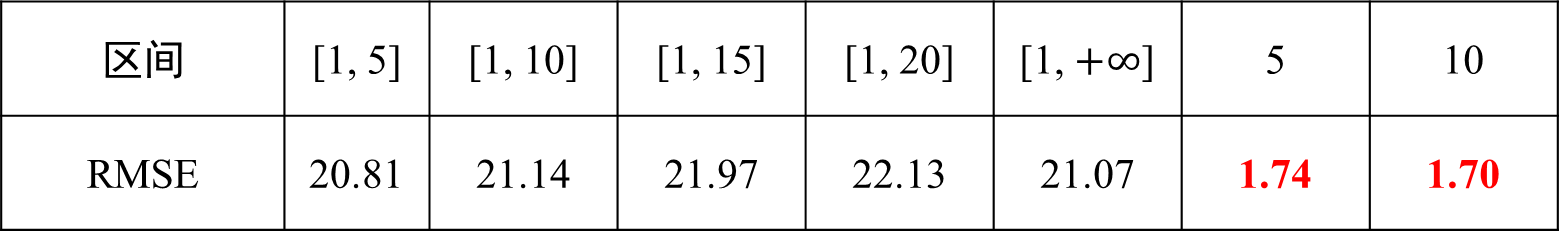 区间 [1, 5] [1, 10] [1, 15] [1, 20] [1, +∞] 5 10
RMSE 20.81 21.14 21.97 22.13 21.07 1.74 1.70